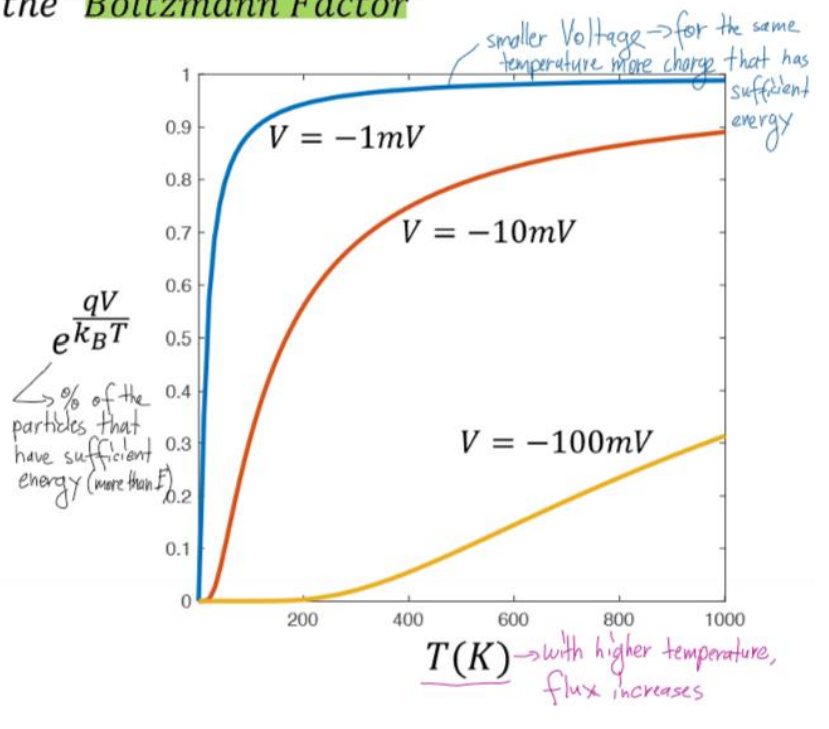 the "Boltzmann Factor"
smaller Voltage → for the same
temperature more charge that has
sufficient
energy
1
0.9
V = −1mV
0.8
0.7
V = −10mV
0.6
qV
e kBT
0.5
→ % of the
0.4
particles that
have sufficient
0.3
V = −100mV
energy (more than E)
0.2
0.1
0
200 400 600 800 1000
T(K) → with higher temperature,
flux increases